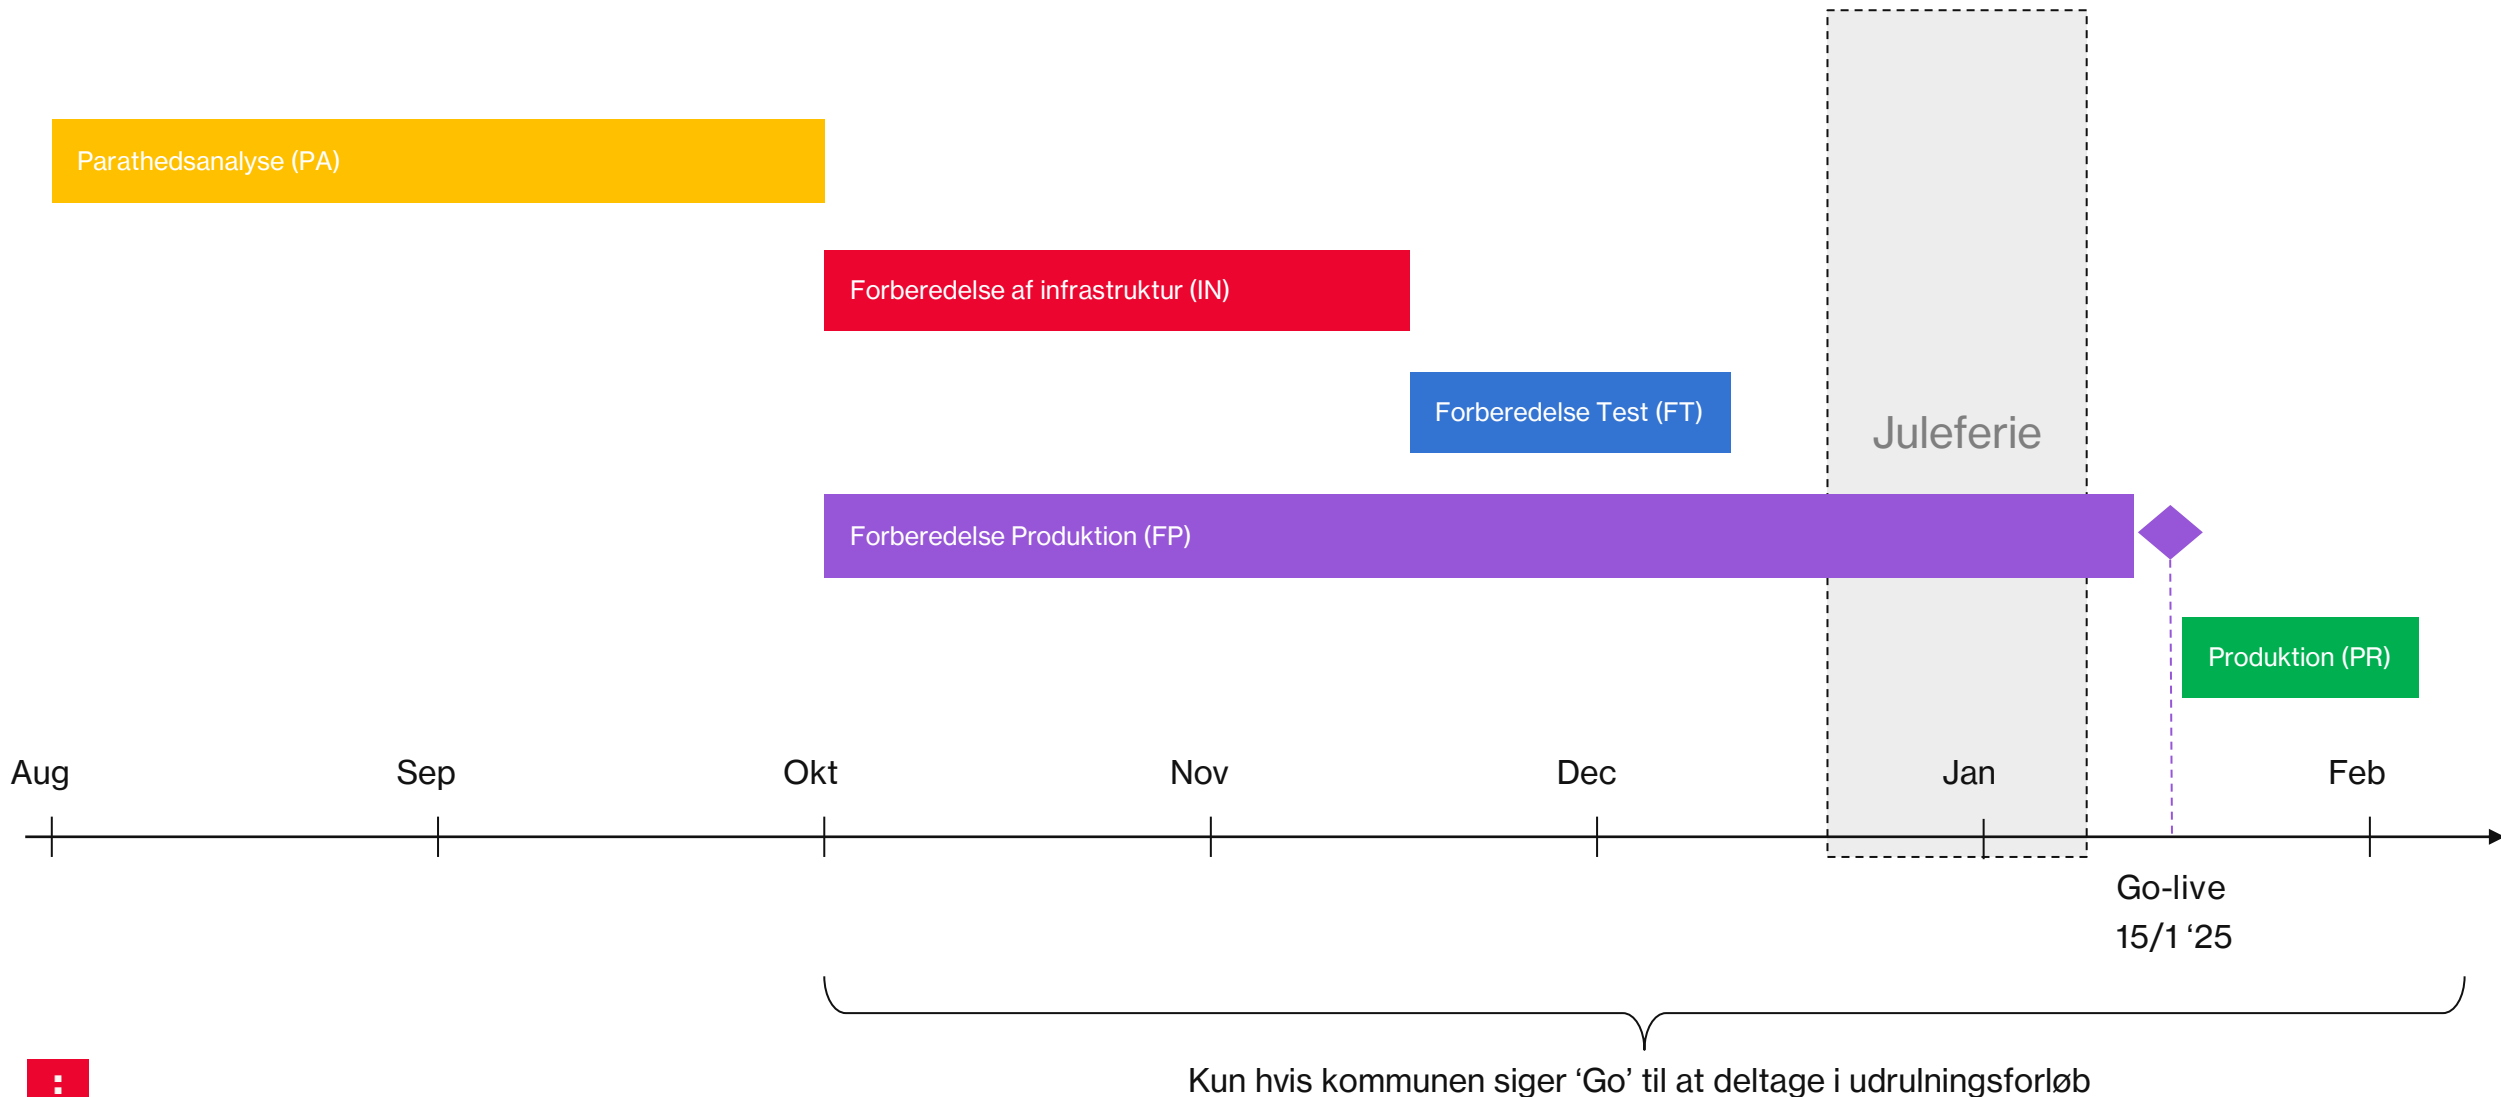 Parathedsanalyse (PA)
Forberedelse af infrastruktur (IN)
Forberedelse Test (FT)
Juleferie
Forberedelse Produktion (FP)
Produktion (PR)
Aug
Sep
Okt
Nov
Dec
Jan
Feb
Go-live
15/1 ‘25
Kun hvis kommunen siger ‘Go’ til at deltage i udrulningsforløb